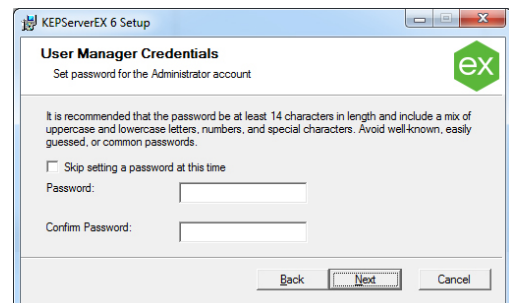 KEPServerEX 6 Setup
User Manager Credentials
Set password for the Administrator account
ex
It is recommended that the password be at least 14 characters in length and include a mix of
uppercase and lowercase letters, numbers, and special characters. Avoid well-known, easily
guessed, or common passwords.
Skip setting a password at this time
Password:
Confirm Password:
Back Next Cancel